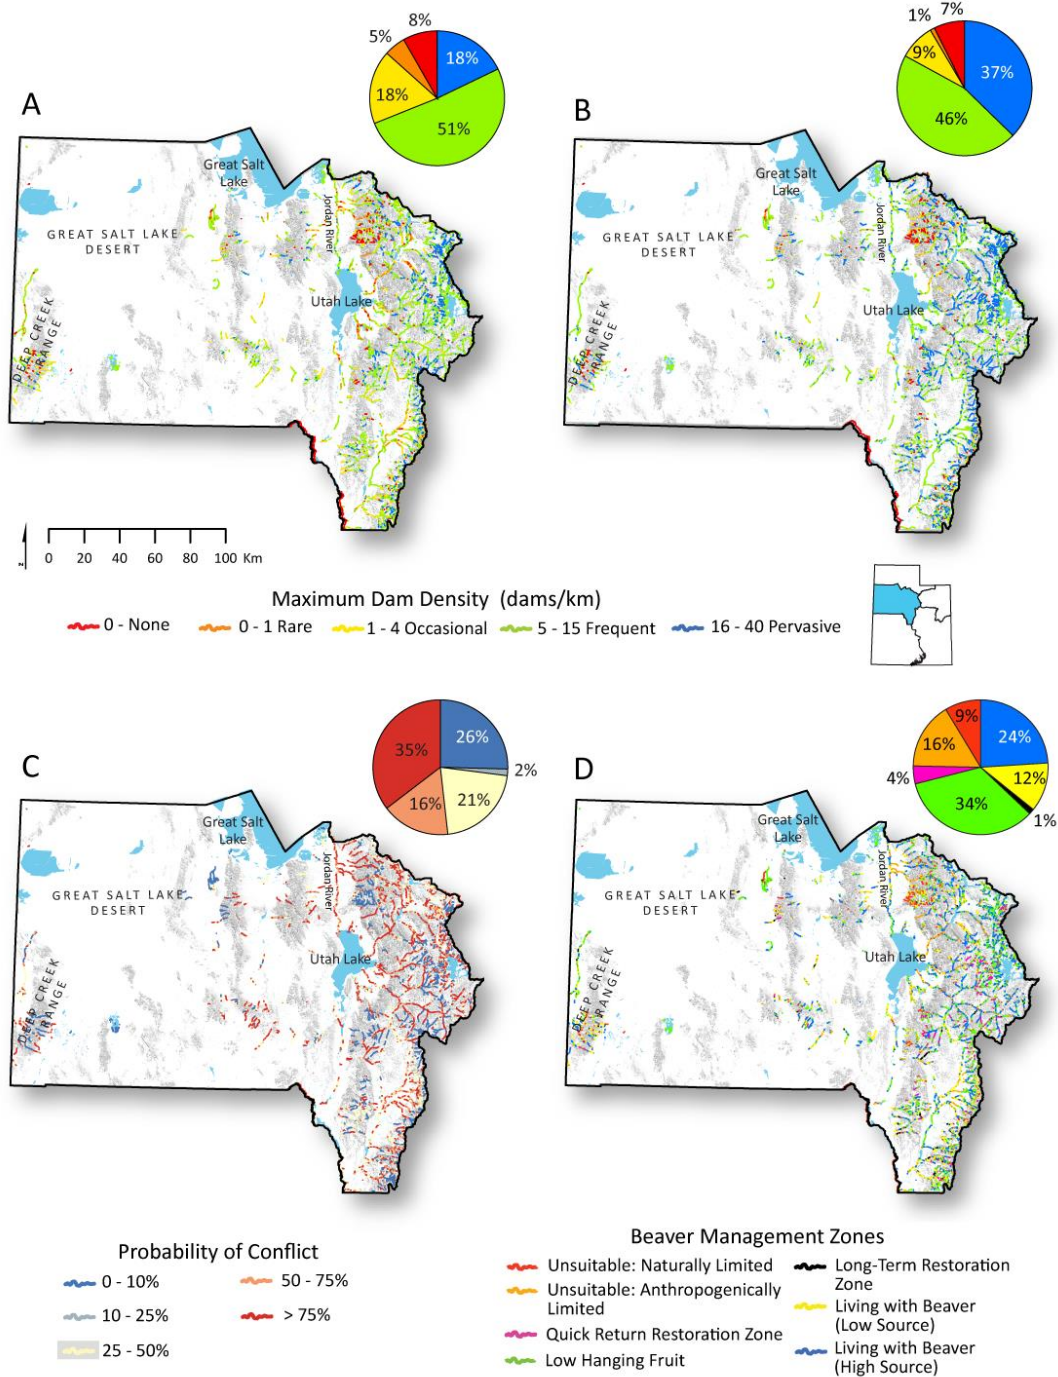 8%
5%
18%
18%
51%
A
Great Salt
Lake
Jordan River
GREAT SALT LAKE
DESERT
Utah Lake
DEEP CREEK
RANGE
1%
7%
9%
37%
46%
B
Great Salt
Lake
Jordan River
GREAT SALT LAKE
DESERT
Utah Lake
DEEP CREEK
RANGE
N
0 20 40 60 80 100 Km
Maximum Dam Density (dams/km)
0 - None
0 - 1 Rare
1 - 4 Occasional
5 - 15 Frequent
16 - 40 Pervasive
35%
26%
2%
21%
16%
C
Great Salt
Lake
Jordan River
GREAT SALT LAKE
DESERT
Utah Lake
DEEP CREEK
RANGE
9%
24%
16%
12%
4%
34%
1%
D
Great Salt
Lake
Jordan River
GREAT SALT LAKE
DESERT
Utah Lake
DEEP CREEK
RANGE
Probability of Conflict
0 - 10%
10 - 25%
25 - 50%
50 - 75%
> 75%
Beaver Management Zones
Unsuitable: Naturally Limited
Unsuitable: Anthropogenically
Limited
Quick Return Restoration Zone
Low Hanging Fruit
Long-Term Restoration
Zone
Living with Beaver
(Low Source)
Living with Beaver
(High Source)